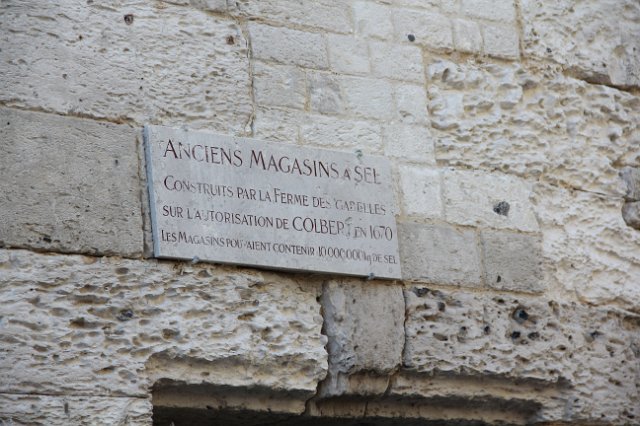 ANCIENS MAGASINS À SEL
CONSTRUITS PAR LA FERME DES GABELLES
SUR L'AUTORISATION DE COLBERT EN 1670
LES MAGASINS POUVAIENT CONTENIR 10.000.000 kg DE SEL